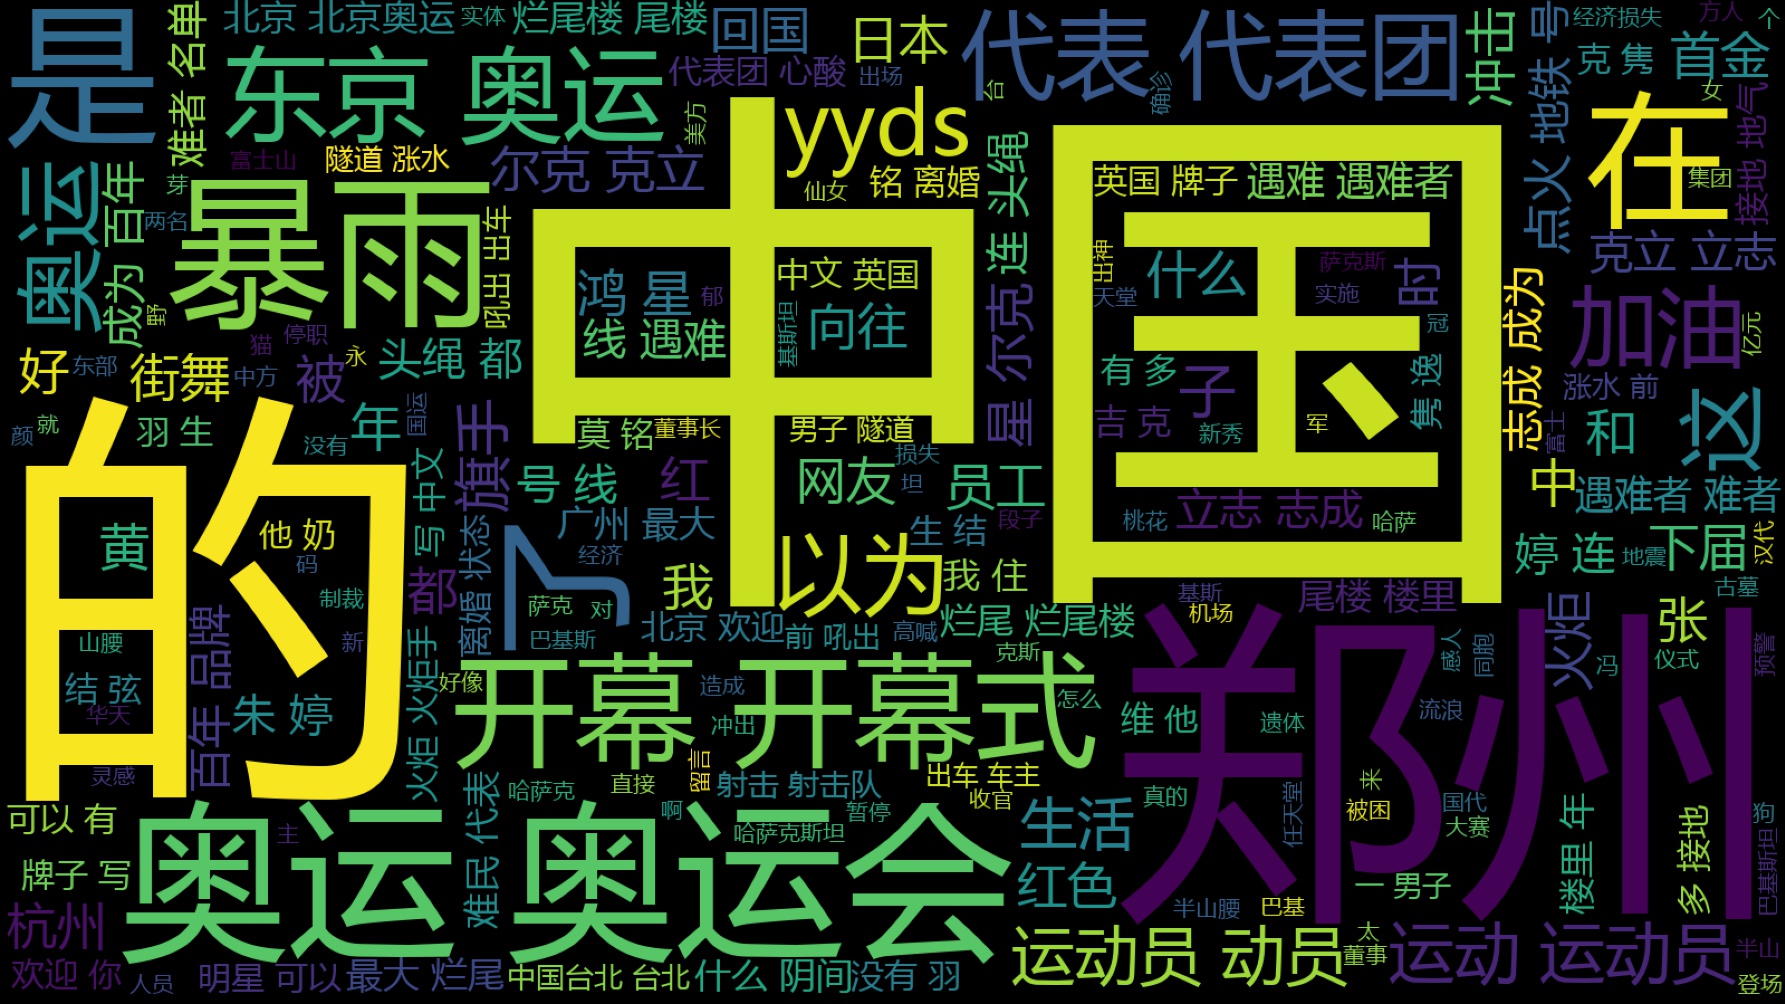 是
难者 名单
北京 北京奥运
实体
烂尾楼 尾楼
回国
日本
代表 代表团
冲击
点火 地铁 号
经济损失
方人
个
克 隽
首金
东京 奥运
代表团 心酸
出场
确诊
台
女
接地 地气
奥运
成为 百年
富士山
隧道 涨水
尔克 克立
美方
yyds
仙女
铭 离婚
连 头绳
英国 牌子
遇难 遇难者
在
集团
芽
两名
野
暴雨
吼出 出车
中国
鸿 星
郁
线 遇难
中文 英国
基斯坦
向往
星 尔克
出神
天堂
什么
萨克斯
实施
时
冠
克立 立志
志成 成为
加油
亿元
好
东部
街舞
中方
猫
停职
被
永
头绳 都
有 多
子
隽 逸
涨水 前
富士
和
这
颜
就
羽 生
没有
年
国运
旗手
莫 铭
董事长
男子 隧道
损失
吉 克
新秀
军
的
写 中文
号 线
红
网友
坦
员工
立志 志成
桃花
哈萨
中
遇难者 难者
黄
他 奶
码
制裁
都
离婚 状态
了
广州 最大
经济
生 结
段子
婷 连
地震
下届
汉代
古墓
山腰
新
萨克
对
巴基斯
我
以为
我 住
基斯
机场
尾楼 楼里
北京 欢迎
前 吼出
高喊
烂尾 烂尾楼
克斯
火炬
张
仪式
预警
结 弦
华天
灵感
百年 品牌
朱 婷
火炬 火炬手
好像
开幕 开幕式
造成
冲出
怎么
维 他
郑州
遗体
感人
同胞
流浪
冯
可以 有
主
难民 代表
哈萨克
直接
留言
啊
射击 射击队
哈萨克斯坦
暂停
出车 车主
收官
生活
真的
任天堂
来
被困
国代
大赛
楼里 年
多 接地
狗
巴基斯坦
牌子 写
奥运 奥运会
红色
一 男子
半山腰
巴基
杭州
运动员 动员
太
董事
运动 运动员
半山
登场
欢迎 你
人员
明星 可以
最大 烂尾
中国台北 台北
什么 阴间
没有 羽